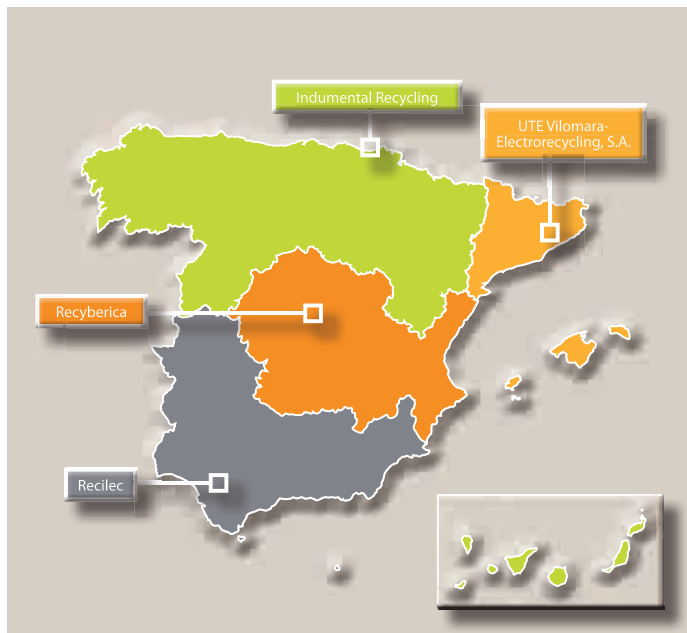 Indumental Recycling
UTE Vilomara-
Electrorecycling, S.A.
Recyberica
Recilec